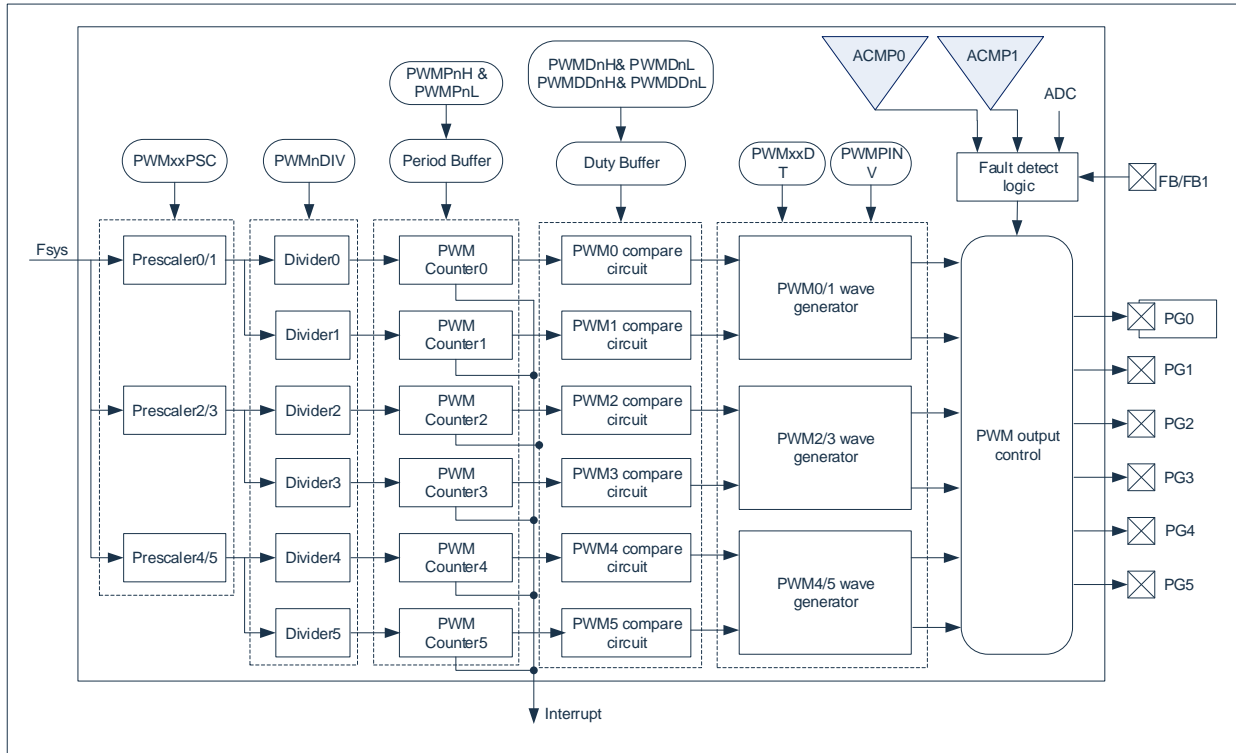 ACMP0
ACMP1
PWMPnH &
PWMPnL
PWMDnH& PWMDnL
PWMDDnH& PWMDDnL
ADC
PWMxxPSC
PWMnDIV
Period Buffer
Duty Buffer
PWMxxD
T
PWMPIN
V
Fault detect
logic
FB/FB1
Fsys
Prescaler0/1
Divider0
PWM
Counter0
PWM0 compare
circuit
PWM0/1 wave
generator
Divider1
PWM
Counter1
PWM1 compare
circuit
PG0
PG1
Prescaler2/3
Divider2
PWM
Counter2
PWM2 compare
circuit
PWM2/3 wave
generator
PWM output
control
PG2
Divider3
PWM
Counter3
PWM3 compare
circuit
PG3
Prescaler4/5
Divider4
PWM
Counter4
PWM4 compare
circuit
PWM4/5 wave
generator
PG4
PG5
Divider5
PWM
Counter5
PWM5 compare
circuit
Interrupt